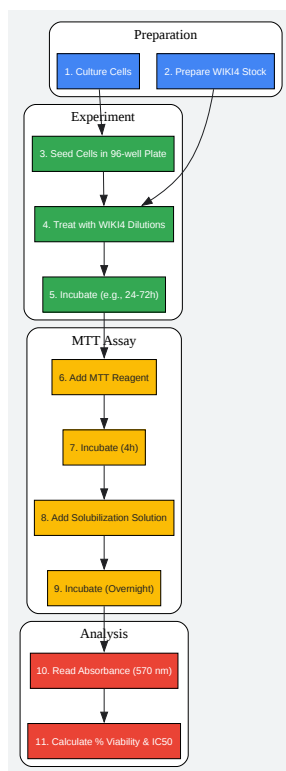 Preparation
1. Culture Cells
2. Prepare WIKI4 Stock
Experiment
3. Seed Cells in 96-well Plate
4. Treat with WIKI4 Dilutions
5. Incubate (e.g., 24-72h)
MTT Assay
6. Add MTT Reagent
7. Incubate (4h)
8. Add Solubilization Solution
9. Incubate (Overnight)
Analysis
10. Read Absorbance (570 nm)
11. Calculate % Viability & IC50